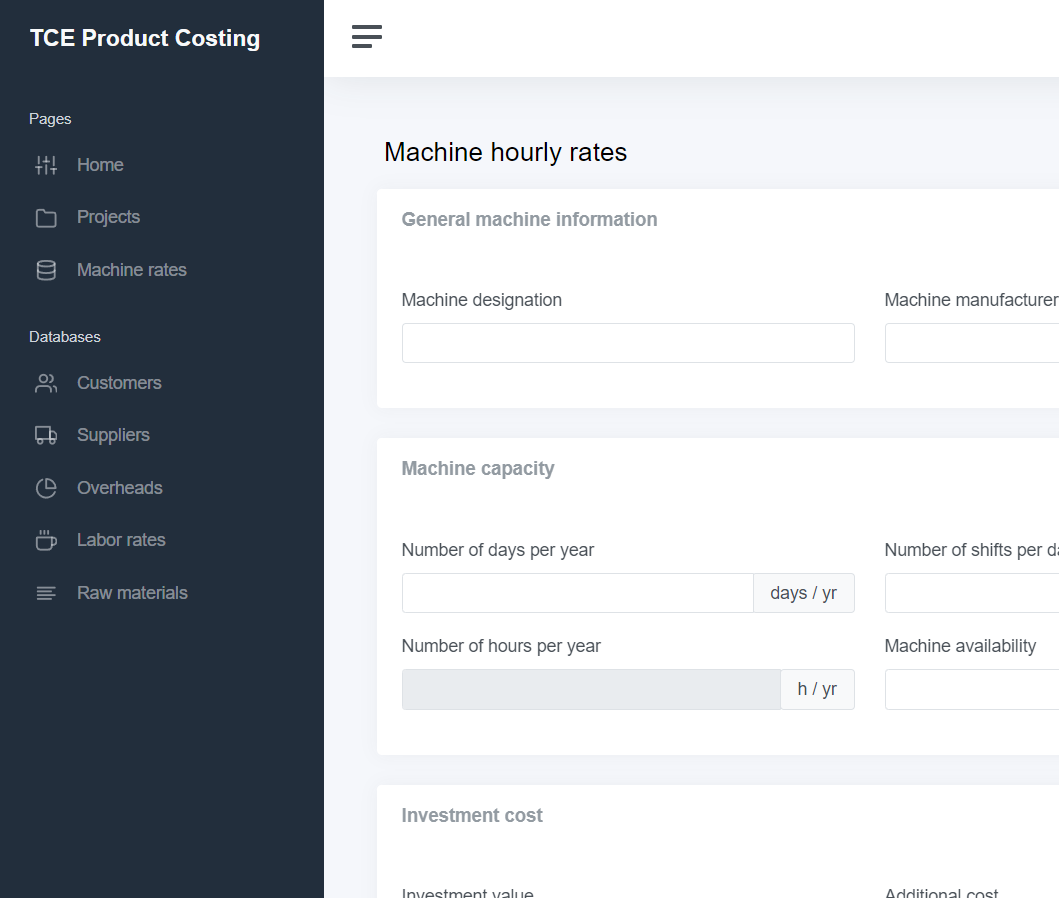 TCE Product Costing
Pages
Home
Projects
Machine rates
Databases
Customers
Suppliers
Overheads
Labor rates
Raw materials
Machine hourly rates
General machine information
Machine designation
Machine manufacturer
Machine capacity
Number of days per year
Number of shifts per
days / yr
Number of hours per year
Machine availability
h / yr
Investment cost
Investment value
Additional cost